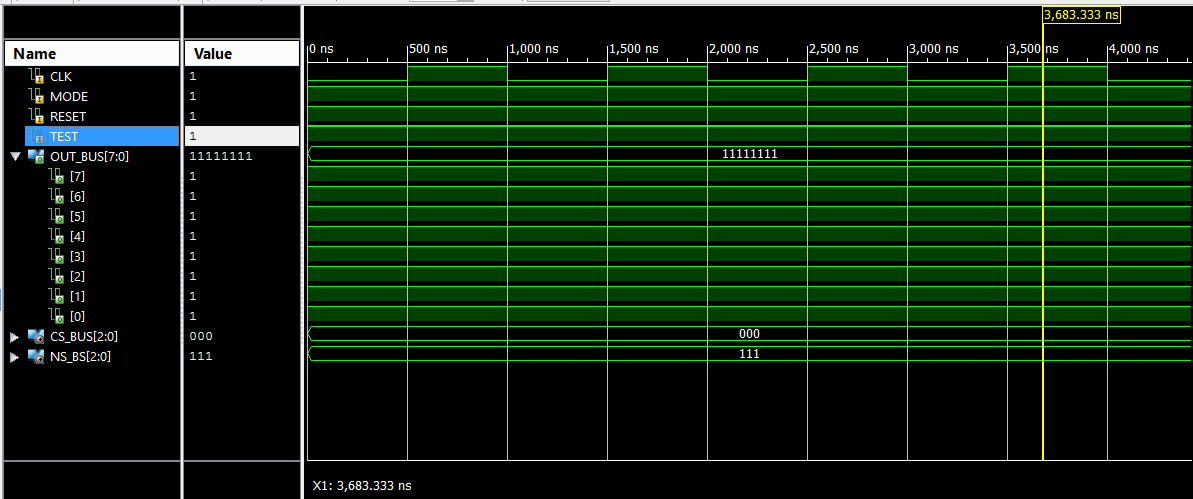 3,683.333 ns
Name Value 0 ns 500 ns 1,000 ns 1,500 ns 2,000 ns 2,500 ns 3,000 ns 3,500 ns 4,000 ns
CLK 1
MODE 1
RESET 1
TEST 1
OUT_BUS[7:0] 11111111 11111111
[7] 1
[6] 1
[5] 1
[4] 1
[3] 1
[2] 1
[1] 1
[0] 1
CS_BUS[2:0] 000 000
NS_BS[2:0] 111 111
X1: 3,683.333 ns